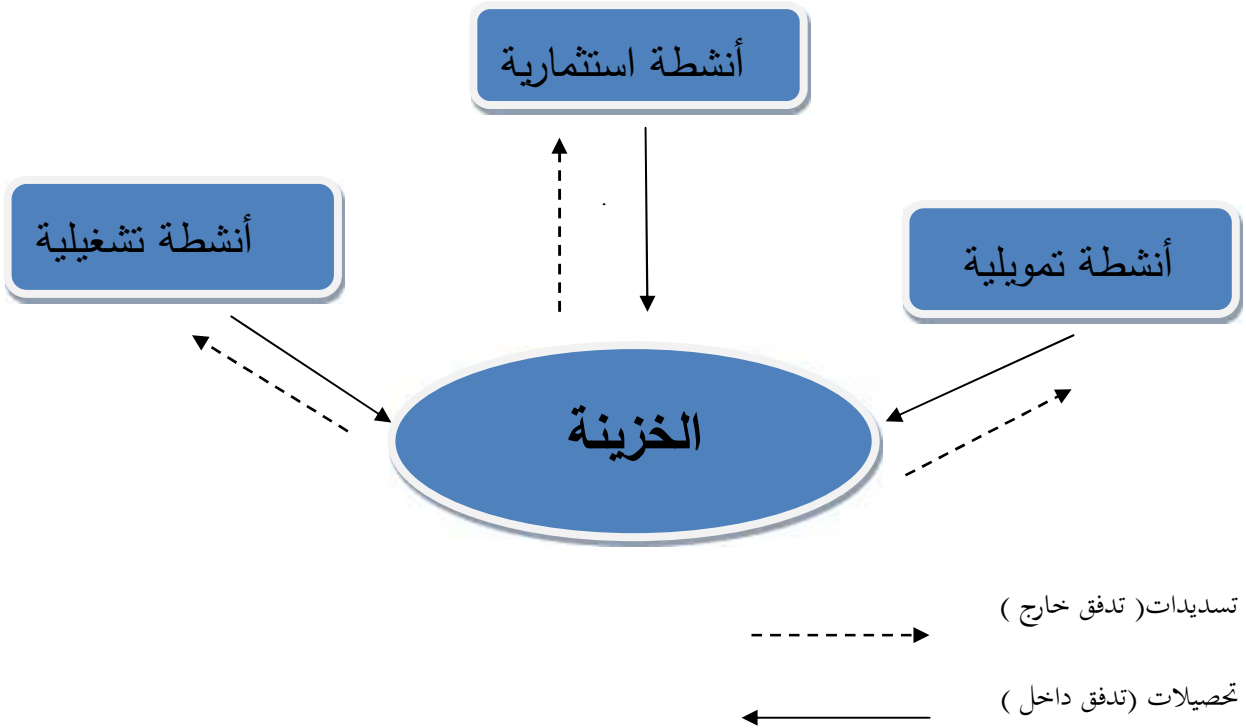 أنشطة استثمارية
أنشطة تمويلية
أنشطة تشغيلية
الخزينة
تسديدات( تدفق خارج )
تحصيلات (تدفق داخل )